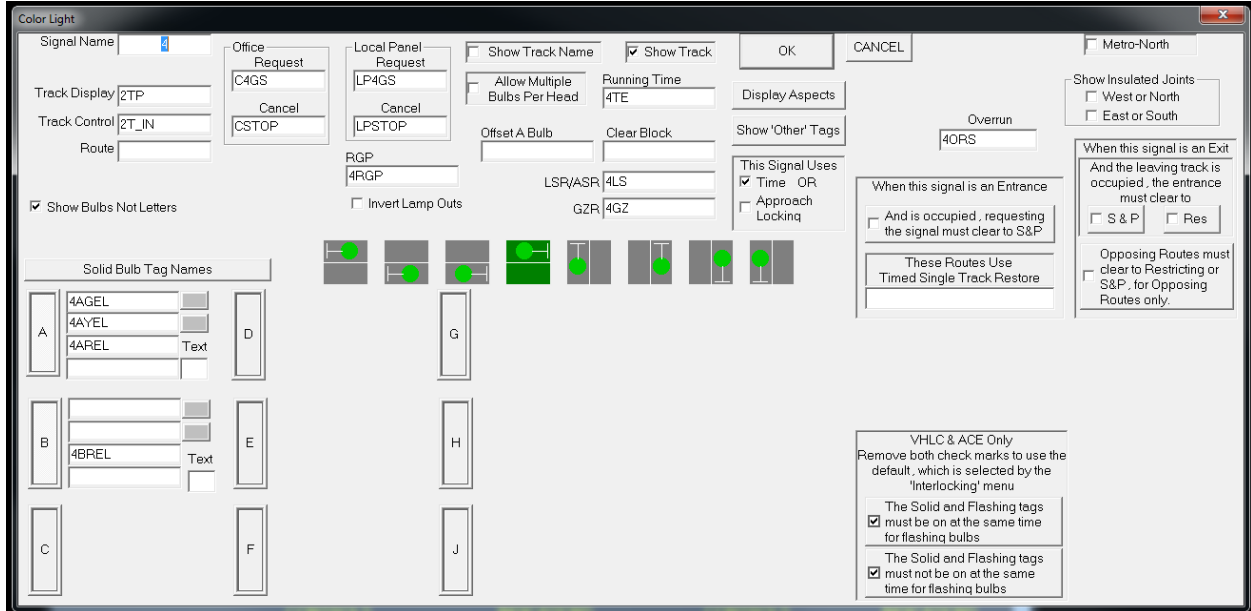 Color Light
Signal Name 4
Track Display 2TP
Track Control 2T_IN
Route
Show Bulbs Not Letters
Office
Request
C4GS
Cancel
CSTOP
Local Panel
Request
LP4GS
Cancel
LPSTOP
RGP
4RGP
Invert Lamp Outs
Show Track Name
Show Track
Allow Multiple
Bulbs Per Head
Running Time
4TE
Offset A Bulb
Clear Block
LSR/ASR 4LS
GZR 4GZ
OK
CANCEL
Display Aspects
Show 'Other' Tags
This Signal Uses
Time OR
Approach
Locking
Overrun
4ORS
Metro-North
Show Insulated Joints
West or North
East or South
When this signal is an Entrance
And is occupied , requesting
the signal must clear to S&P
These Routes Use
Timed Single Track Restore
When this signal is an Exit
And the leaving track is
occupied , the entrance
must clear to
S & P
Res
Opposing Routes must
clear to Restricting or
S&P , for Opposing
Routes only.
Solid Bulb Tag Names
A
4AGEL
4AYEL
4AREL
Text
D
G
B
4BREL
Text
E
H
C
F
J
VHLC & ACE Only
Remove both check marks to use the
default , which is selected by the
'Interlocking' menu
The Solid and Flashing tags
must be on at the same time
for flashing bulbs
The Solid and Flashing tags
must not be on at the same
time for flashing bulbs